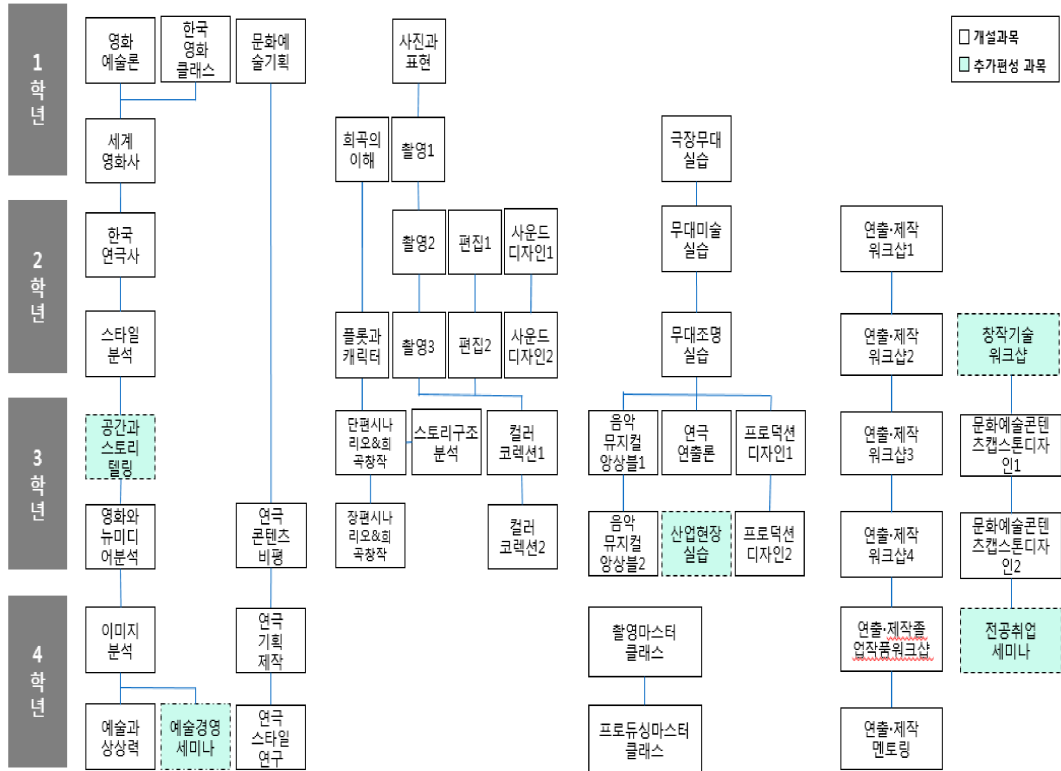 1
학
년
영화
예술론
한국
영화
클래스
문화예
술기획
사진과
표현
개설과목
추가편성 과목
세계
영화사
희곡의
이해
촬영1
극장무대
실습
2
학
년
한국
연극사
촬영2
편집1
사운드
디자인1
무대미술
실습
연출·제작
워크샵1
스타일
분석
플롯과
캐릭터
촬영3
편집2
사운드
디자인2
무대조명
실습
연출·제작
워크샵2
창작기술
워크샵
3
학
년
공간과
스토리
텔링
단편시나
리오&희
곡창작
스토리구조
분석
컬러
코렉션1
음악
뮤지컬
앙상블1
연극
연출론
프로덕션
디자인1
연출·제작
워크샵3
문화예술콘텐
츠캡스톤디자
인1
영화와
뉴미디
어분석
연극
콘텐츠
비평
장편시나
리오&희
곡창작
컬러
코렉션2
음악
뮤지컬
앙상블2
산업현장
실습
프로덕션
디자인2
연출·제작
워크샵4
문화예술콘텐
츠캡스톤디자
인2
4
학
년
이미지
분석
연극
기획
제작
촬영마스터
클래스
연출·제작졸
업작품워크샵
전공취업
세미나
예술과
상상력
예술경영
세미나
연극
스타일
연구
프로듀싱마스터
클래스
연출·제작
멘토링